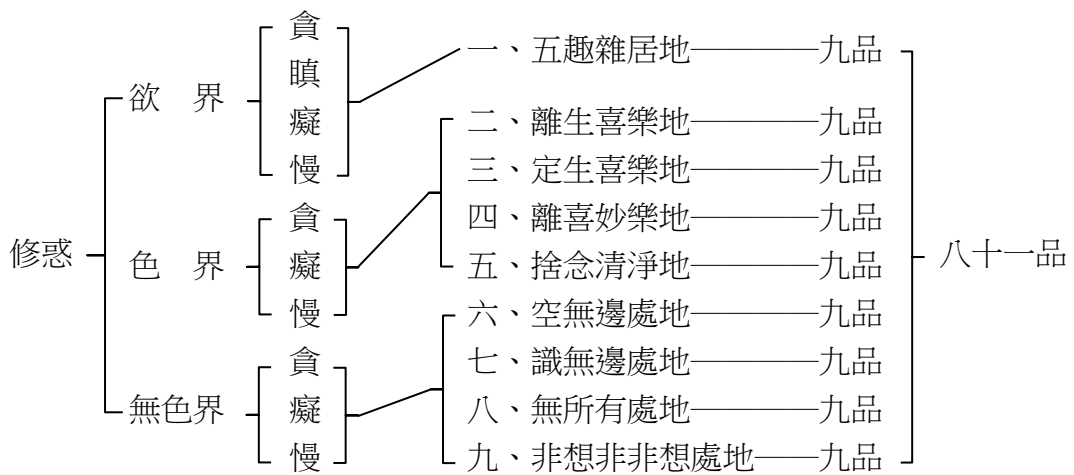 修惑
欲　界
貪
瞋
癡
慢
一、五趣雜居地————九品
色　界
貪
癡
慢
二、離生喜樂地————九品
三、定生喜樂地————九品
四、離喜妙樂地————九品
五、捨念清淨地————九品
無色界
貪
癡
慢
六、空無邊處地————九品
七、識無邊處地————九品
八、無所有處地————九品
九、非想非非想處地——九品
八十一品